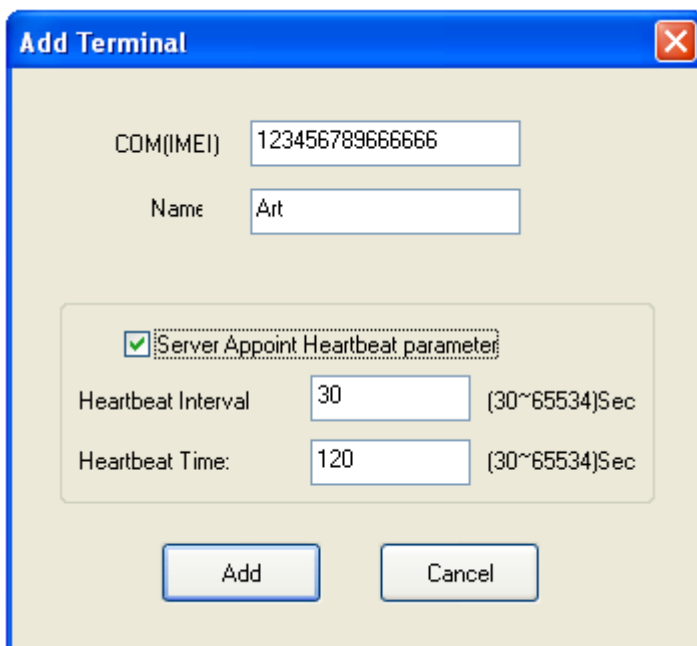 Add Terminal
COM(IMEI) 123456789666666
Name Art
Server Appoint Heartbeat parameter
Heartbeat Interval 30 (30~65534)Sec
Heartbeat Time: 120 (30~65534)Sec
Add Cancel